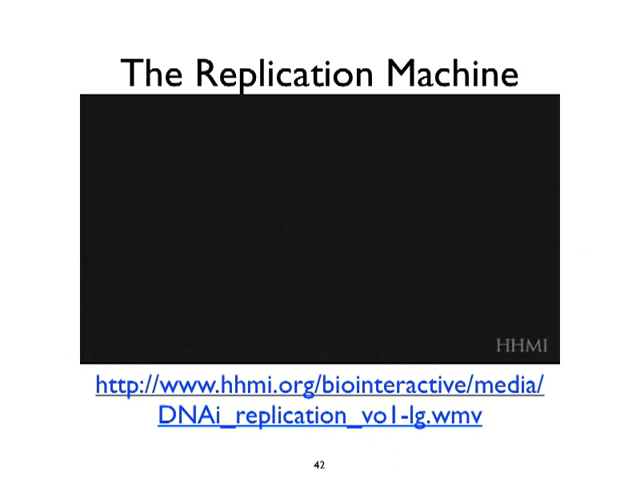 The Replication Machine
HHMI
http://www.hhmi.org/biointeractive/media/
DNAi_replication_vo1-lg.wmv
42